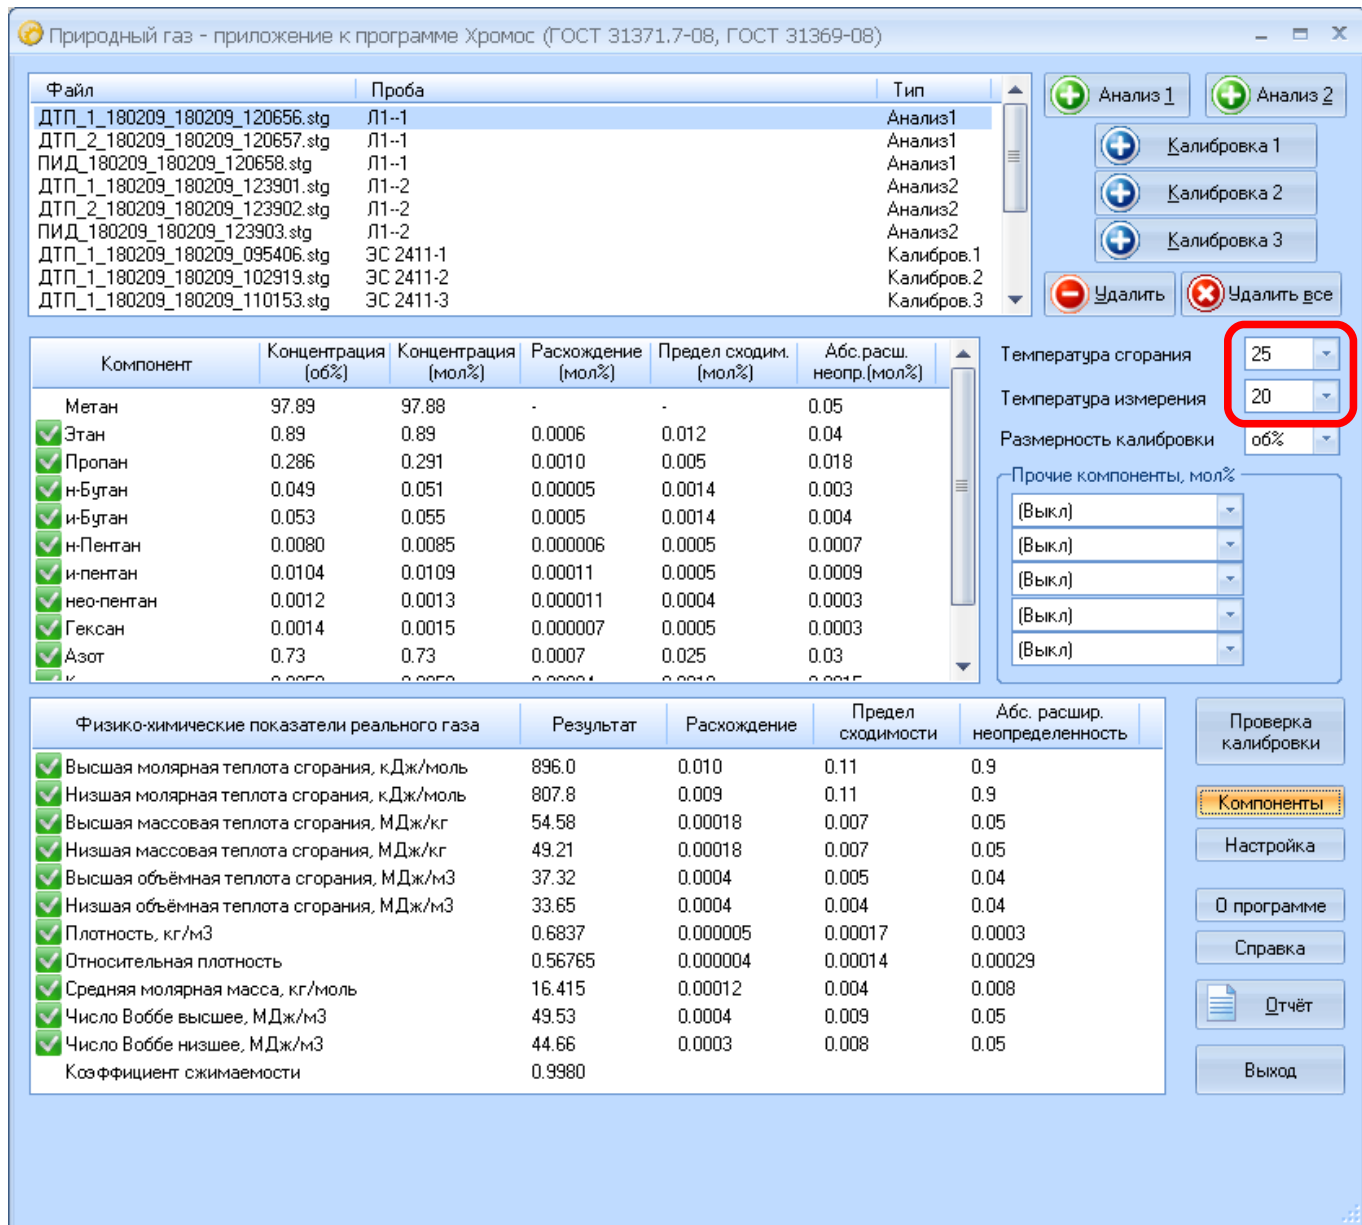 Природный газ - приложение к программе Хромос (ГОСТ 31371.7-08, ГОСТ 31369-08)
Файл Проба Тип
ДТП_1_180209_180209_120656.stg Л1--1 Анализ1
ДТП_2_180209_180209_120657.stg Л1--1 Анализ1
ПИД_180209_180209_120658.stg Л1--1 Анализ1
ДТП_1_180209_180209_123901.stg Л1--2 Анализ2
ДТП_2_180209_180209_123902.stg Л1--2 Анализ2
ПИД_180209_180209_123903.stg Л1--2 Анализ2
ДТП_1_180209_180209_095406.stg ЭС 2411-1 Калибров.1
ДТП_1_180209_180209_102919.stg ЭС 2411-2 Калибров.2
ДТП_1_180209_180209_110153.stg ЭС 2411-3 Калибров.3
Анализ 1 Анализ 2
Калибровка 1
Калибровка 2
Калибровка 3
Удалить Удалить все
Компонент Концентрация (об%) Концентрация (мол%) Расхождение (мол%) Предел сходим. (мол%) Абс.расш. неопр.(мол%)
Метан 97.89 97.88 - - 0.05
Этан 0.89 0.89 0.0006 0.012 0.04
Пропан 0.286 0.291 0.0010 0.005 0.018
н-Бутан 0.049 0.051 0.00005 0.0014 0.003
и-Бутан 0.053 0.055 0.0005 0.0014 0.004
н-Пентан 0.0080 0.0085 0.000006 0.0005 0.0007
и-пентан 0.0104 0.0109 0.00011 0.0005 0.0009
нео-пентан 0.0012 0.0013 0.000011 0.0004 0.0003
Гексан 0.0014 0.0015 0.000007 0.0005 0.0003
Азот 0.73 0.73 0.0007 0.025 0.03
Температура сгорания 25
Температура измерения 20
Размерность калибровки об%
Прочие компоненты, мол%
(Выкл)
(Выкл)
(Выкл)
(Выкл)
(Выкл)
Физико-химические показатели реального газа Результат Расхождение Предел сходимости Абс. расшир. неопределенность
Высшая молярная теплота сгорания, кДж/моль 896.0 0.010 0.11 0.9
Низшая молярная теплота сгорания, кДж/моль 807.8 0.009 0.11 0.9
Высшая массовая теплота сгорания, МДж/кг 54.58 0.00018 0.007 0.05
Низшая массовая теплота сгорания, МДж/кг 49.21 0.00018 0.007 0.05
Высшая объёмная теплота сгорания, МДж/м3 37.32 0.0004 0.005 0.04
Низшая объёмная теплота сгорания, МДж/м3 33.65 0.0004 0.004 0.04
Плотность, кг/м3 0.6837 0.000005 0.00017 0.0003
Относительная плотность 0.56765 0.000004 0.00014 0.00029
Средняя молярная масса, кг/моль 16.415 0.00012 0.004 0.008
Число Воббе высшее, МДж/м3 49.53 0.0004 0.009 0.05
Число Воббе низшее, МДж/м3 44.66 0.0003 0.008 0.05
Коэффициент сжимаемости 0.9980
Проверка
калибровки
Компоненты
Настройка
О программе
Справка
Отчёт
Выход